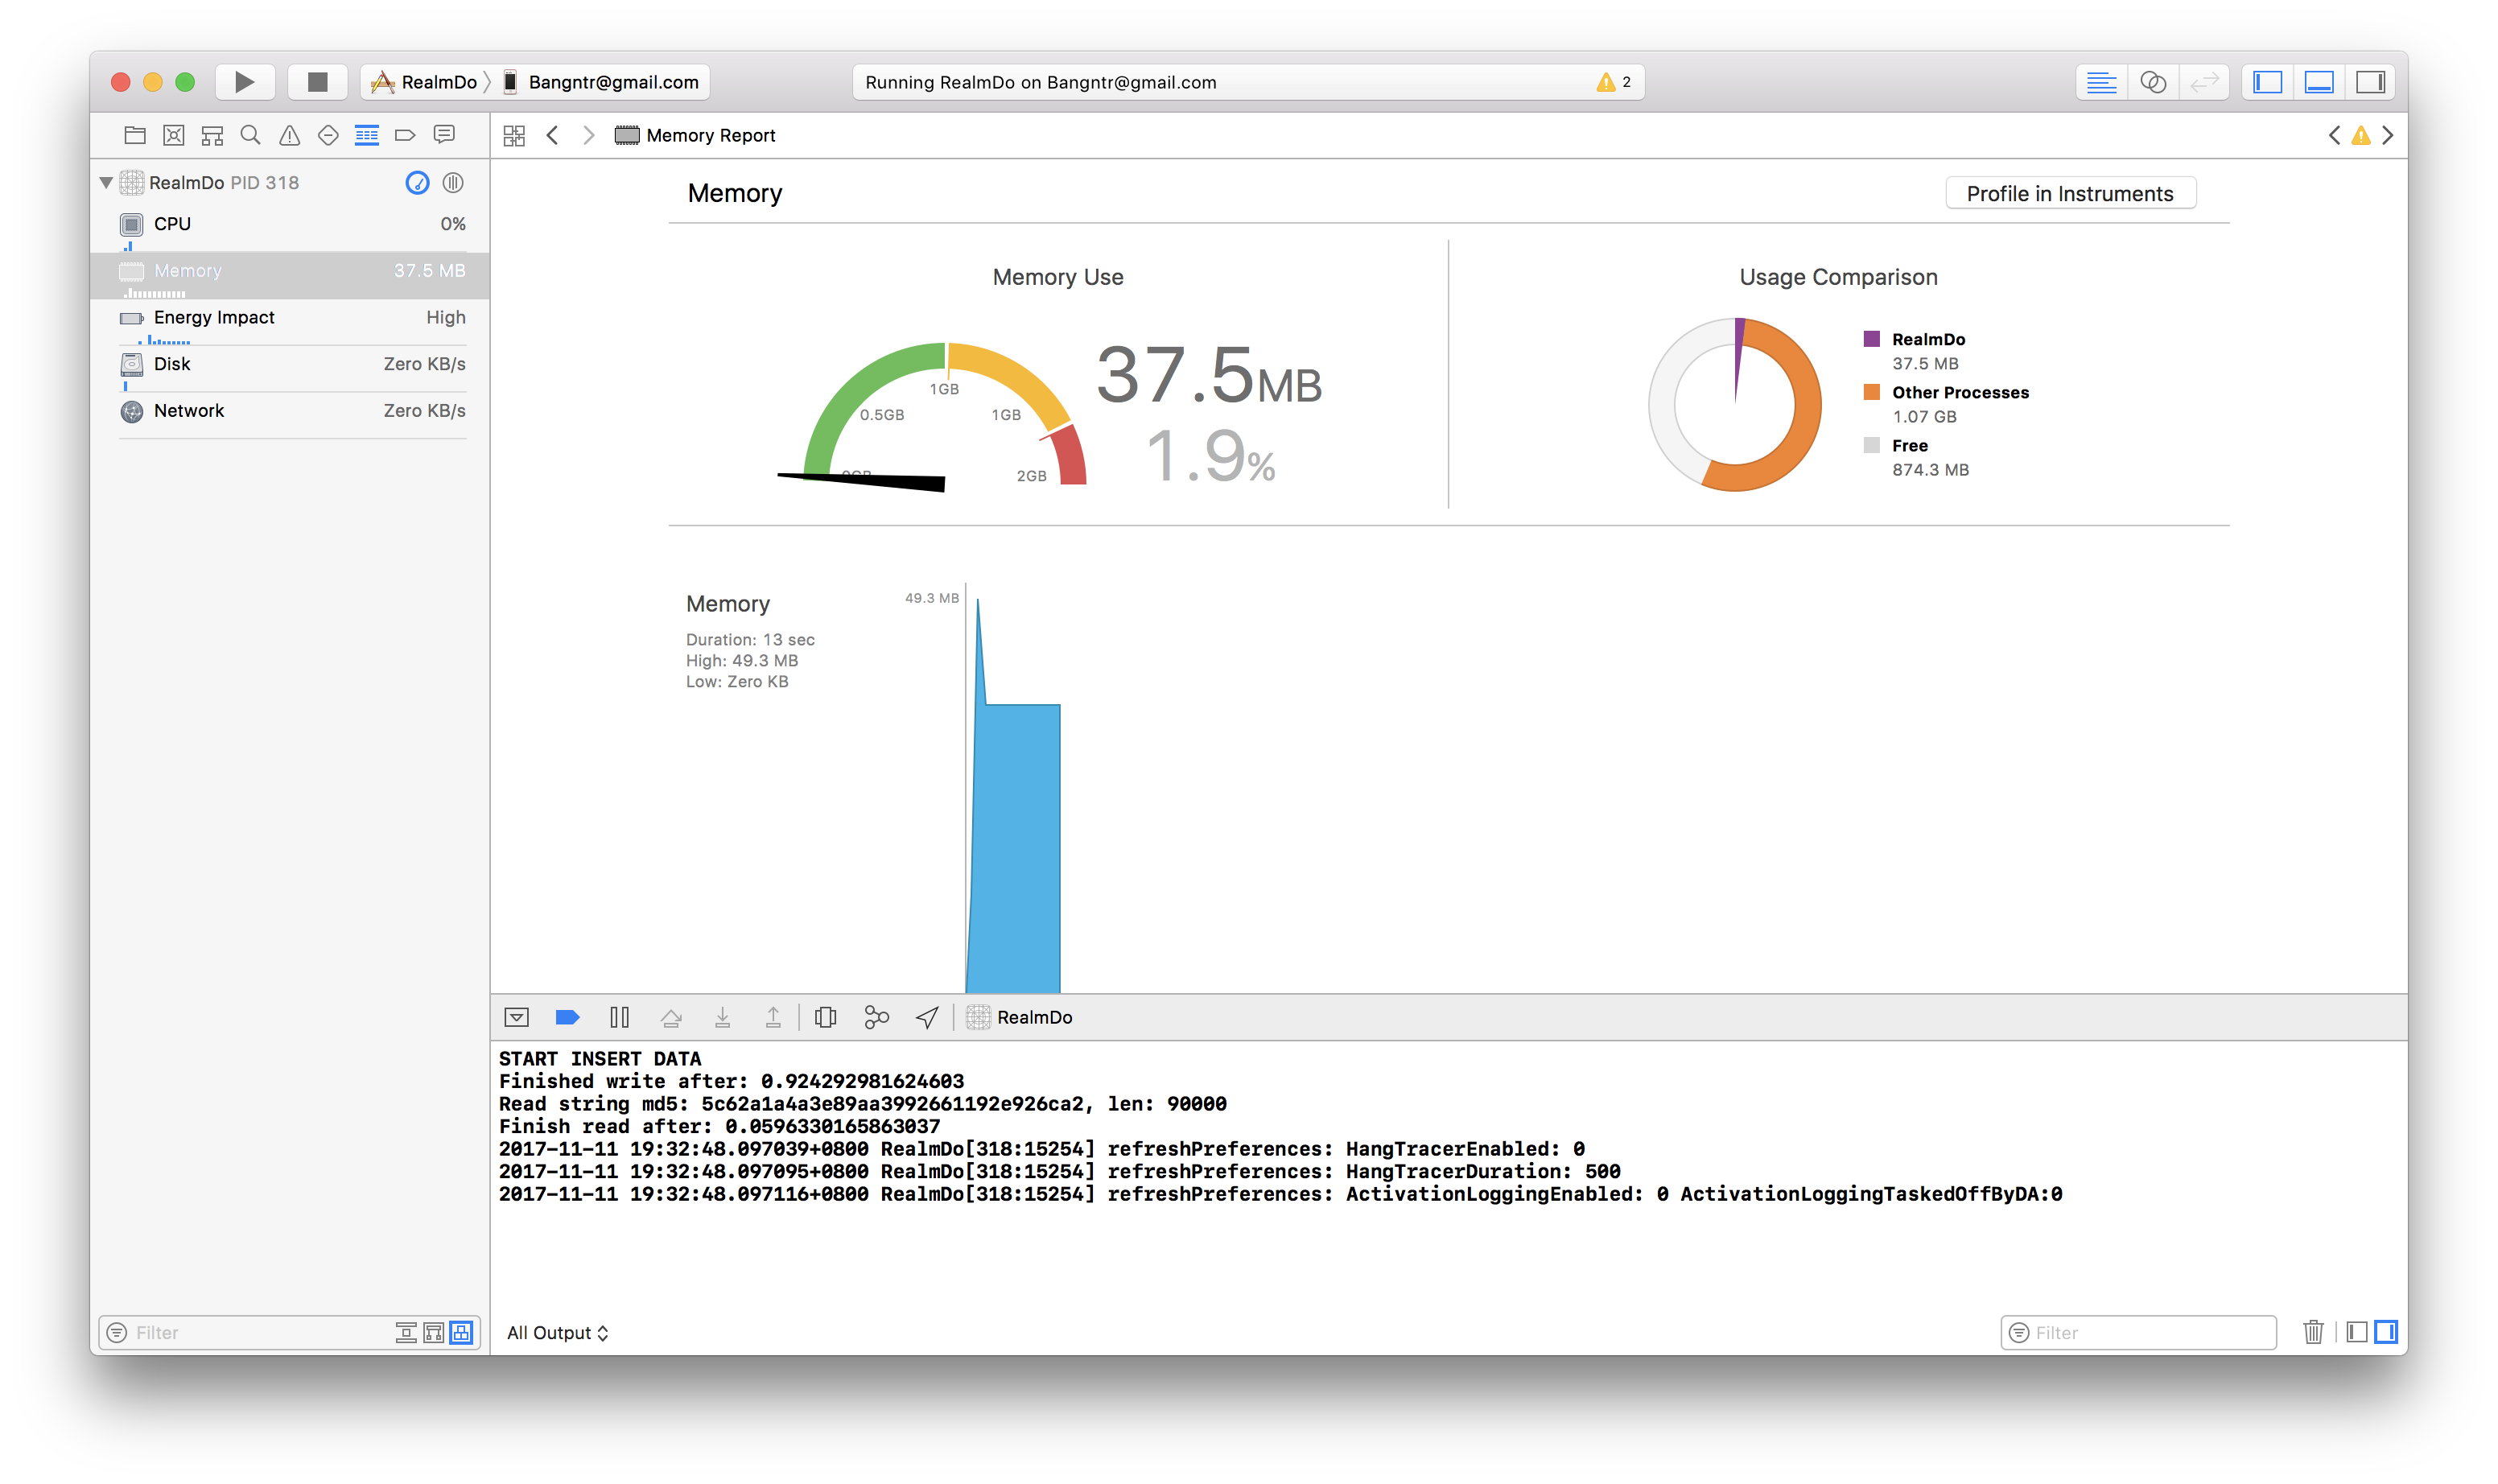 RealmDo
Bangntr@gmail.com
Running RealmDo on Bangntr@gmail.com
2
Memory Report
RealmDo PID 318
CPU 0%
Memory 37.5 MB
Energy Impact High
Disk Zero KB/s
Network Zero KB/s
Memory
Profile in Instruments
Memory Use
0GB
0.5GB
1GB
1GB
2GB
37.5MB
1.9%
Usage Comparison
RealmDo
37.5 MB
Other Processes
1.07 GB
Free
874.3 MB
Memory
Duration: 13 sec
High: 49.3 MB
Low: Zero KB
49.3 MB
RealmDo
START INSERT DATA
Finished write after: 0.924292981624603
Read string md5: 5c62a1a4a3e89aa3992661192e926ca2, len: 90000
Finish read after: 0.0596330165863037
2017-11-11 19:32:48.097039+0800 RealmDo[318:15254] refreshPreferences: HangTracerEnabled: 0
2017-11-11 19:32:48.097095+0800 RealmDo[318:15254] refreshPreferences: HangTracerDuration: 500
2017-11-11 19:32:48.097116+0800 RealmDo[318:15254] refreshPreferences: ActivationLoggingEnabled: 0 ActivationLoggingTaskedOffByDA:0
Filter
All Output
Filter